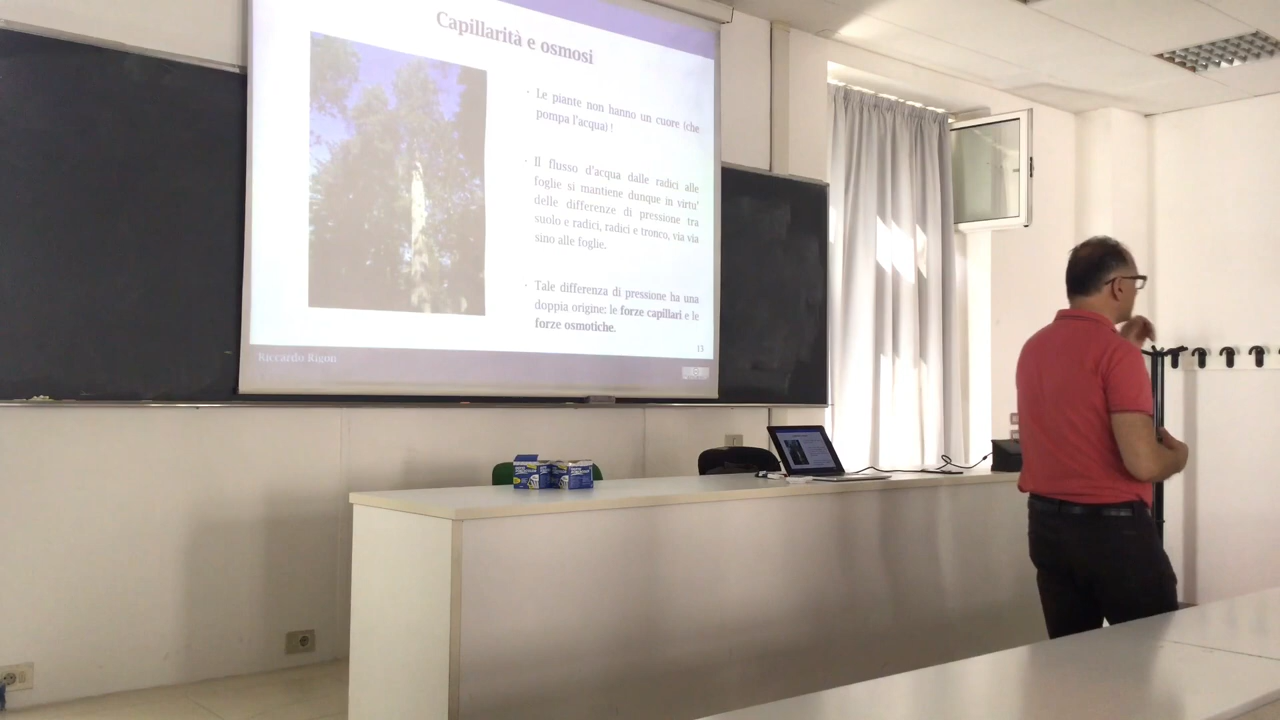 Capillarità e osmosi
· Le piante non hanno un cuore (che
pompa l'acqua) !
· Il flusso d'acqua dalle radici alle
foglie si mantiene dunque in virtu'
delle differenze di pressione tra
suolo e radici, radici e tronco, via via
sino alle foglie.
· Tale differenza di pressione ha una
doppia origine: le forze capillari e le
forze osmotiche.
13
Riccardo Rigon